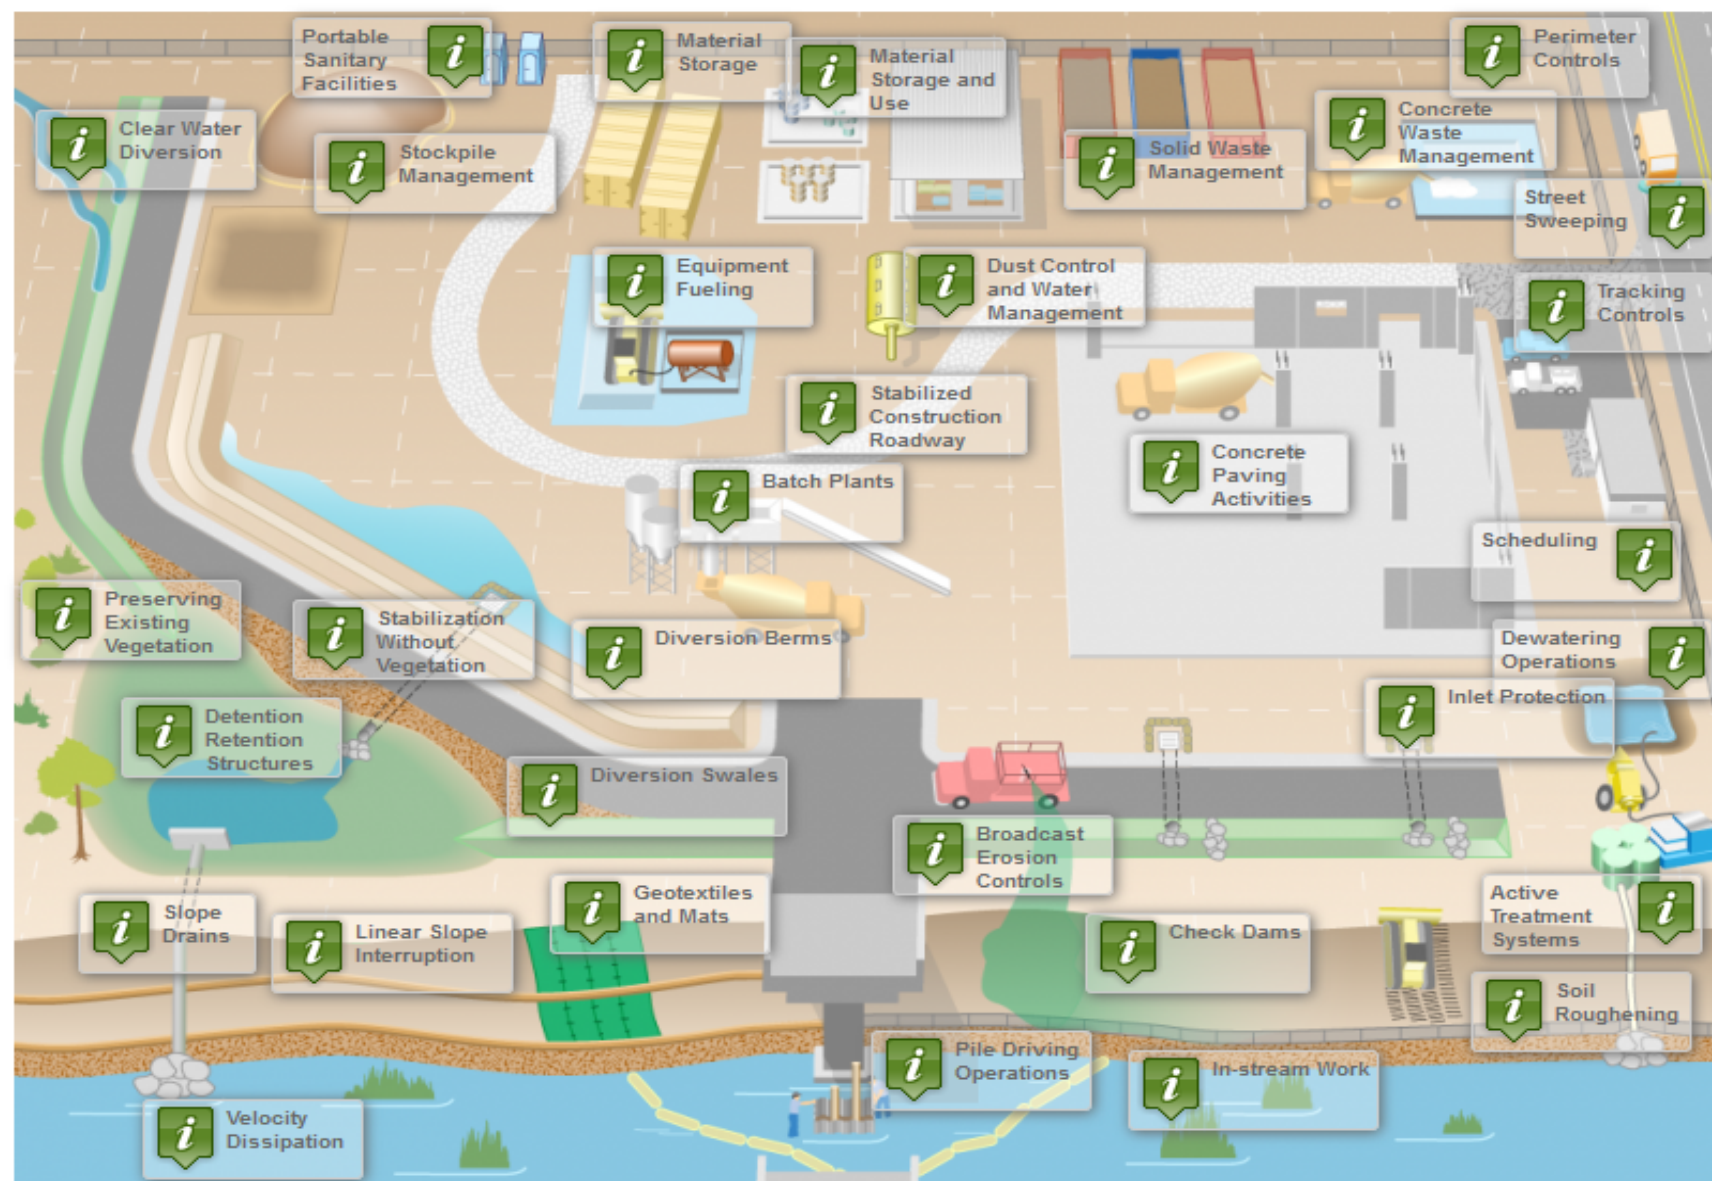 Portable
Sanitary
Facilities
Material
Storage
Material
Storage and
Use
Perimeter
Controls
Clear Water
Diversion
Stockpile
Management
Solid Waste
Management
Concrete
Waste
Management
Street
Sweeping
Equipment
Fueling
Dust Control
and Water
Management
Tracking
Controls
Stabilized
Construction
Roadway
Batch Plants
Concrete
Paving
Activities
Scheduling
Preserving
Existing
Vegetation
Stabilization
Without
Vegetation
Diversion Berms
Dewatering
Operations
Detention
Retention
Structures
Inlet Protection
Diversion Swales
Broadcast
Erosion
Controls
Slope
Drains
Linear Slope
Interruption
Geotextiles
and Mats
Check Dams
Active
Treatment
Systems
Soil
Roughening
Pile Driving
Operations
In-stream Work
Velocity
Dissipation